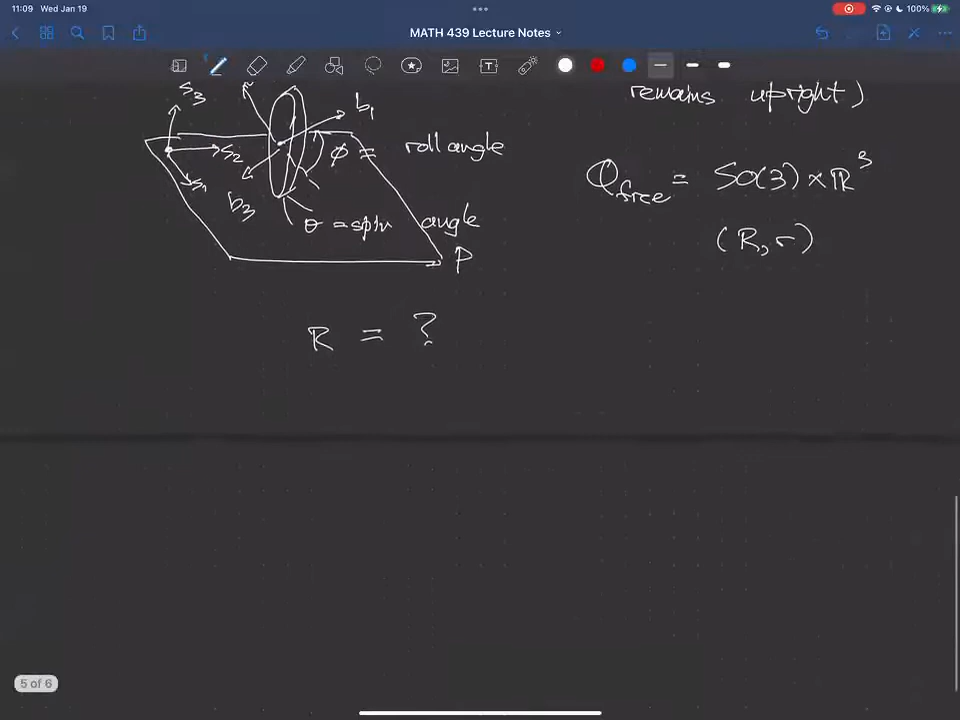 11:09 Wed Jan 19
100%
MATH 439 Lecture Notes
remains upright)
s3
b1
s2
ϕ = roll angle
s1
b3
θ = spin angle
P
Qfree = SO(3) × ℝ³
(R, r)
R = ?
5 of 6